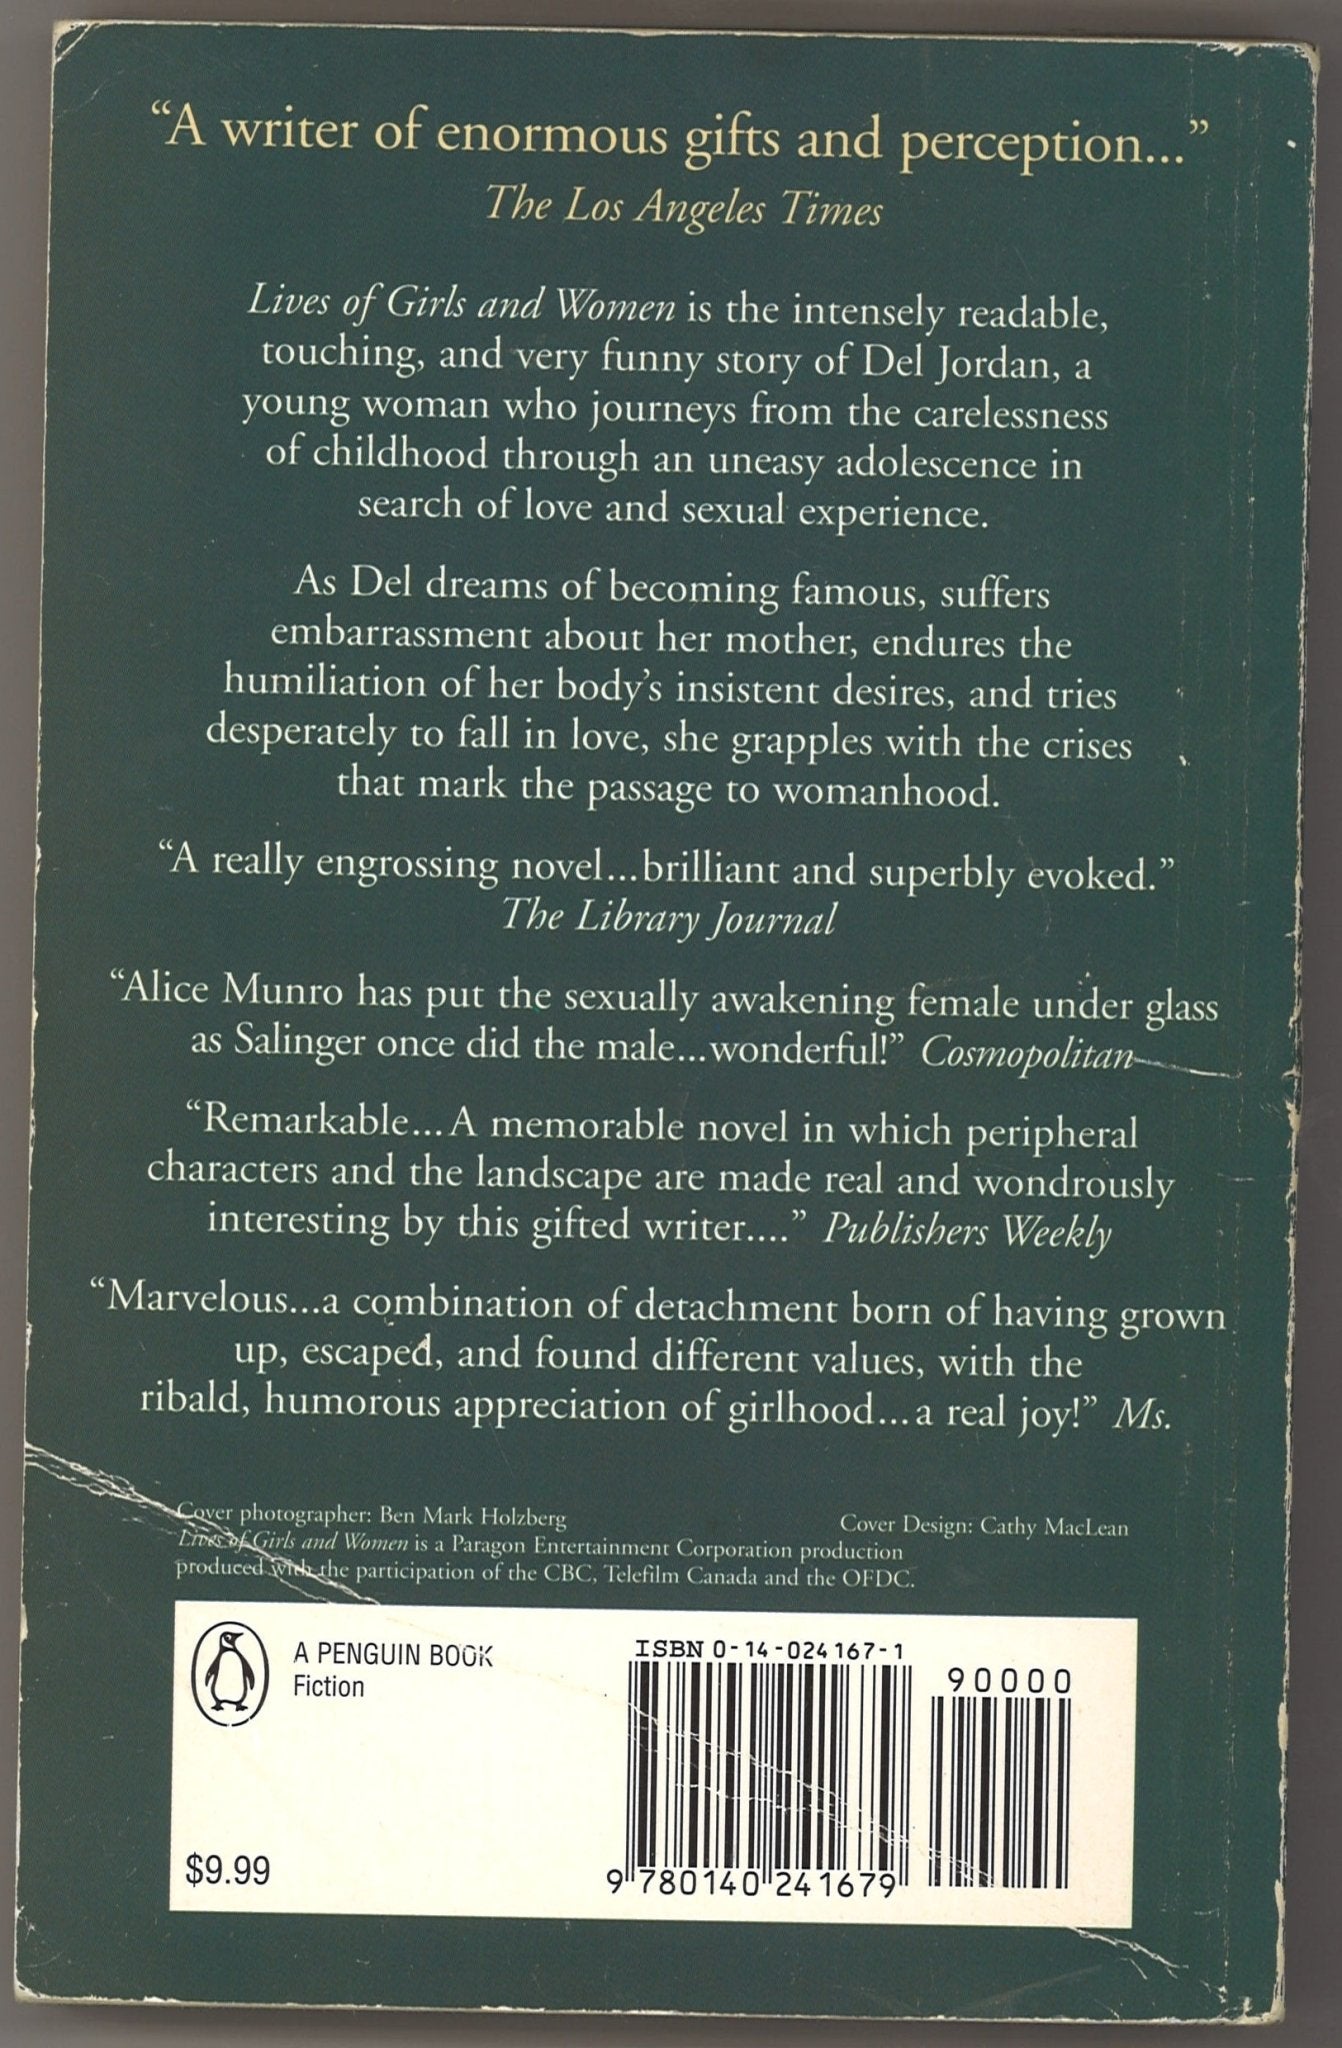 “A writer of enormous gifts and perception...”
The Los Angeles Times
Lives of Girls and Women is the intensely readable,
touching, and very funny story of Del Jordan, a
young woman who journeys from the carelessness
of childhood through an uneasy adolescence in
search of love and sexual experience.
As Del dreams of becoming famous, suffers
embarrassment about her mother, endures the
humiliation of her body’s insistent desires, and tries
desperately to fall in love, she grapples with the crises
that mark the passage to womanhood.
“A really engrossing novel...brilliant and superbly evoked.”
The Library Journal
“Alice Munro has put the sexually awakening female under glass
as Salinger once did the male...wonderful!” Cosmopolitan
“Remarkable...A memorable novel in which peripheral
characters and the landscape are made real and wondrously
interesting by this gifted writer....” Publishers Weekly
“Marvelous...a combination of detachment born of having grown
up, escaped, and found different values, with the
ribald, humorous appreciation of girlhood...a real joy!” Ms.
Cover photographer: Ben Mark Holzberg Cover Design: Cathy MacLean
Lives of Girls and Women is a Paragon Entertainment Corporation production
produced with the participation of the CBC, Telefilm Canada and the OFDC.
A PENGUIN BOOK
Fiction
ISBN 0-14-024167-1
90000
$9.99
9 780140 241679